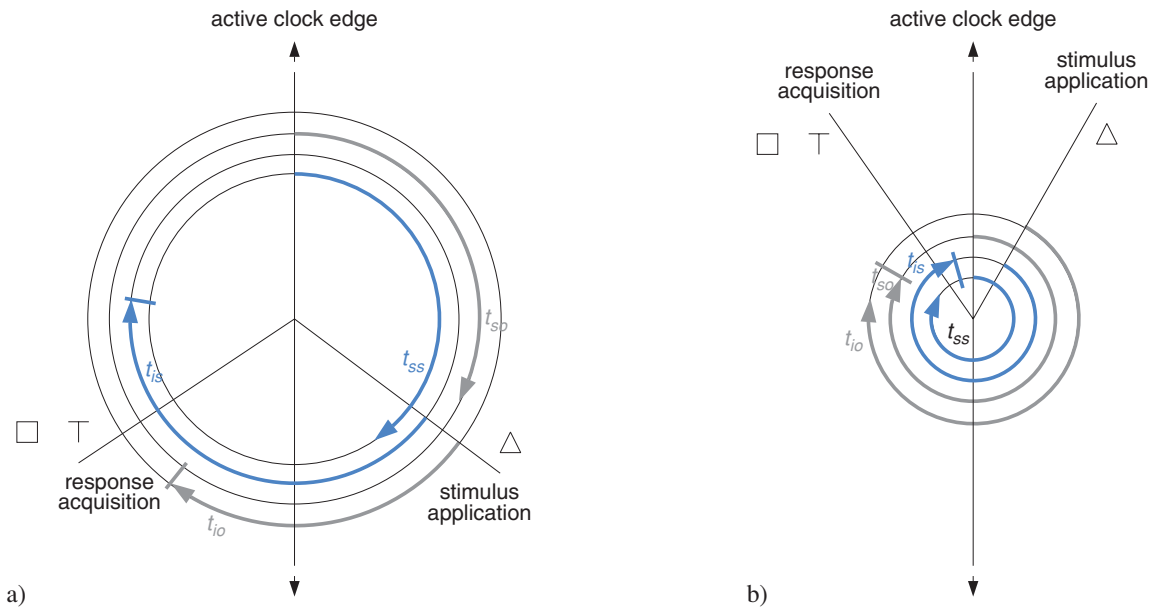 active clock edge
t_so
t_ss
t_is
response
acquisition
stimulus
application
t_io
a)
active clock edge
response
acquisition
stimulus
application
t_is
t_so
t_io
t_ss
b)